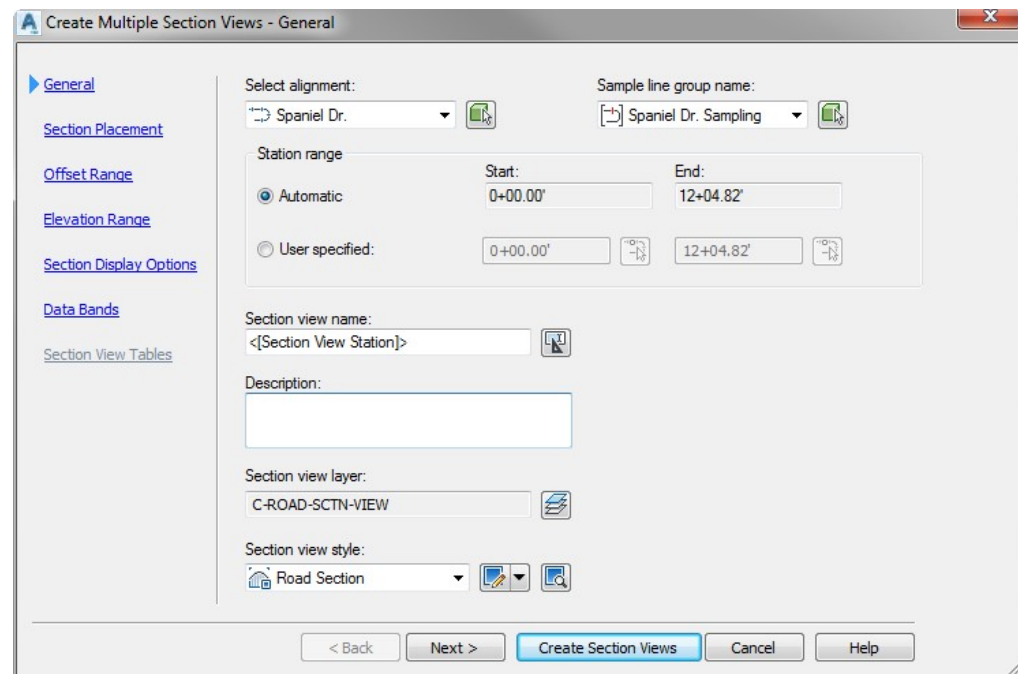 Create Multiple Section Views - General
General
Section Placement
Offset Range
Elevation Range
Section Display Options
Data Bands
Section View Tables
Select alignment:
Spaniel Dr.
Sample line group name:
Spaniel Dr. Sampling
Station range
Start:
End:
Automatic
0+00.00'
12+04.82'
User specified:
0+00.00'
12+04.82'
Section view name:
<[Section View Station]>
Description:
Section view layer:
C-ROAD-SCTN-VIEW
Section view style:
Road Section
< Back
Next >
Create Section Views
Cancel
Help